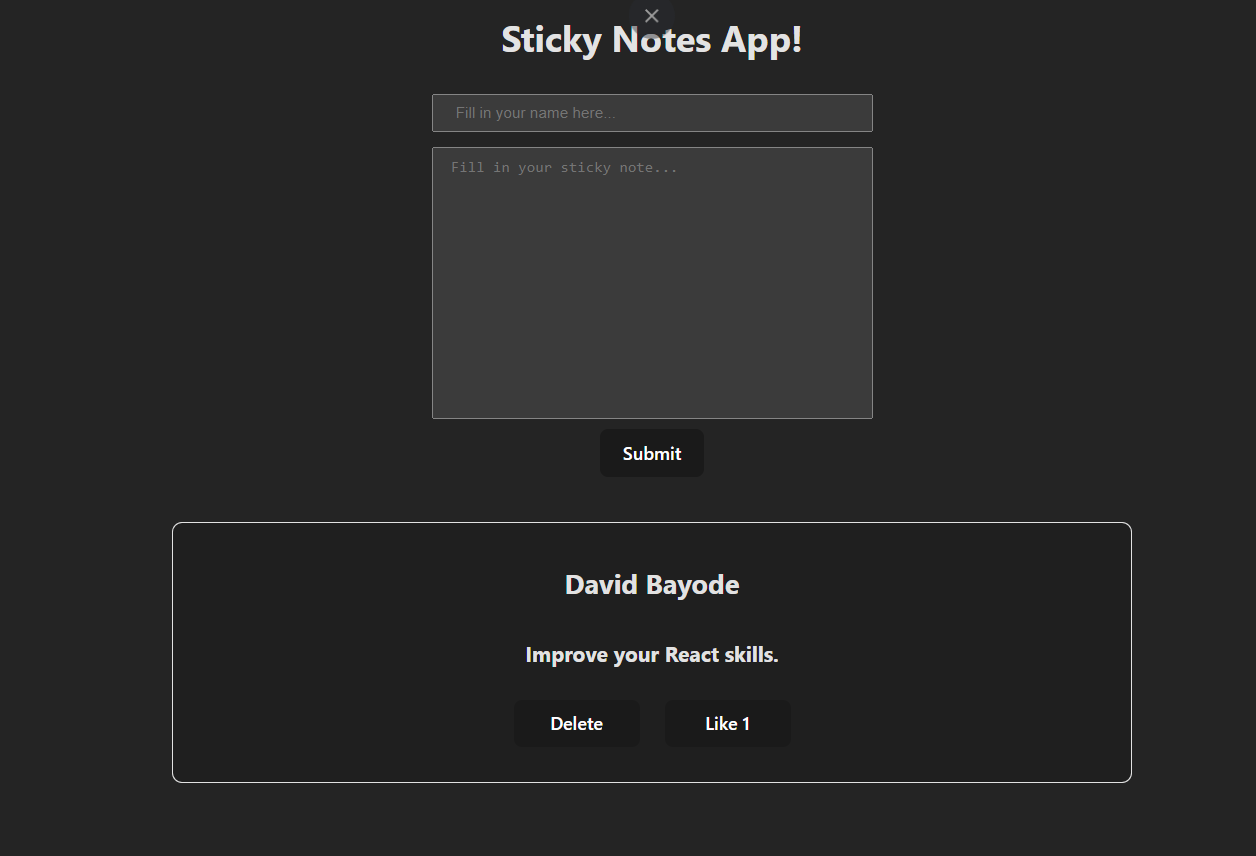 Sticky Notes App!
Fill in your name here...
Fill in your sticky note...
Submit
David Bayode
Improve your React skills.
Delete
Like 1